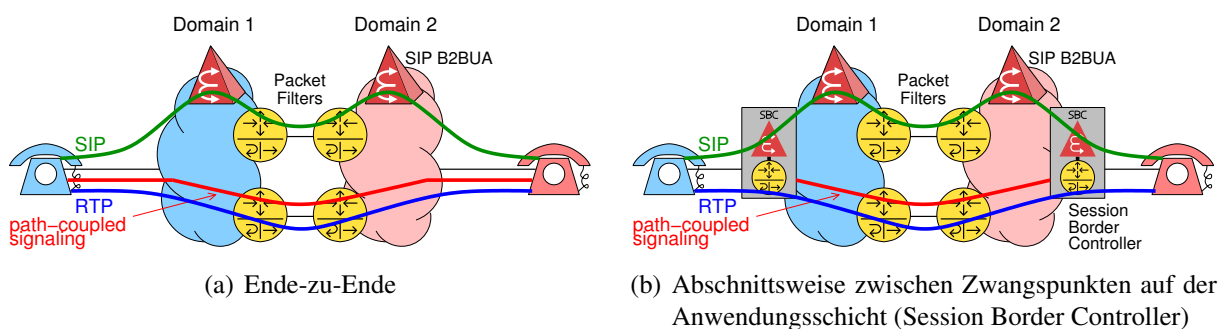 Domain 1
Domain 2
SIP B2BUA
Packet
Filters
SIP
RTP
path-coupled
signaling
(a) Ende-zu-Ende
Domain 1
Domain 2
SIP B2BUA
Packet
Filters
SBC
SBC
SIP
RTP
path-coupled
signaling
Session
Border
Controller
(b) Abschnittsweise zwischen Zwangspunkten auf der
Anwendungsschicht (Session Border Controller)